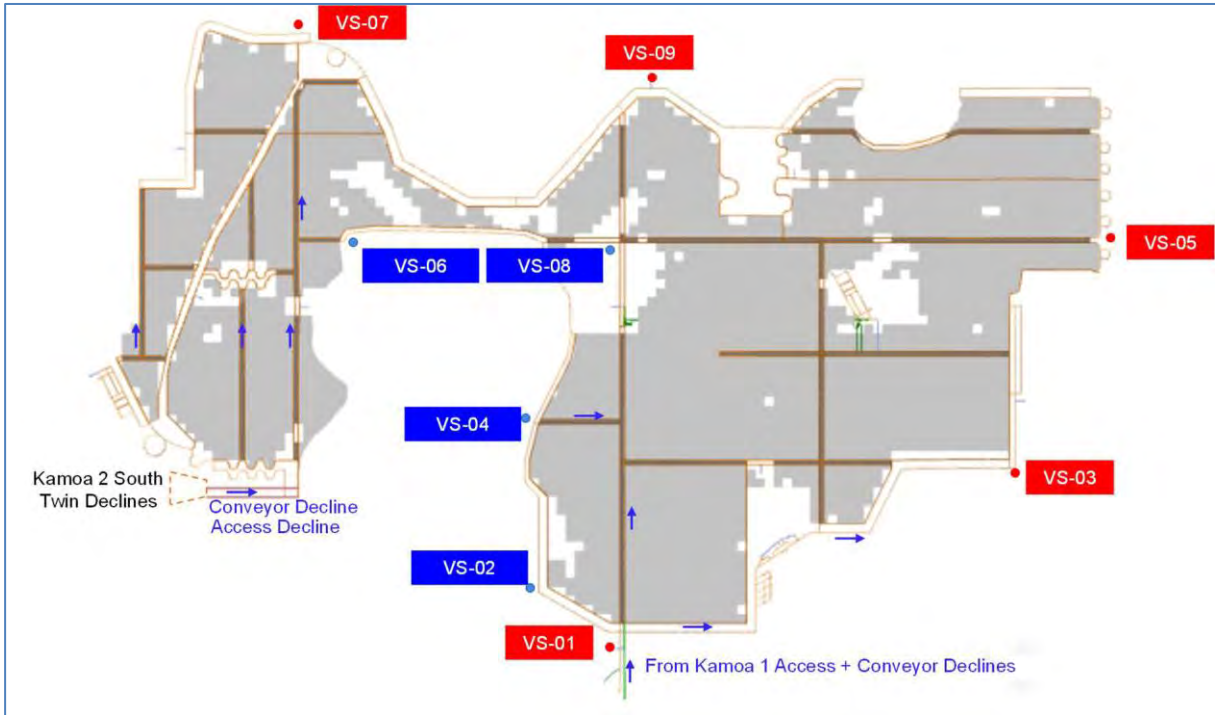 VS-07
VS-09
VS-05
VS-06
VS-08
VS-04
VS-03
Kamoa 2 South
Twin Declines
Conveyor Decline
Access Decline
VS-02
VS-01
From Kamoa 1 Access + Conveyor Declines